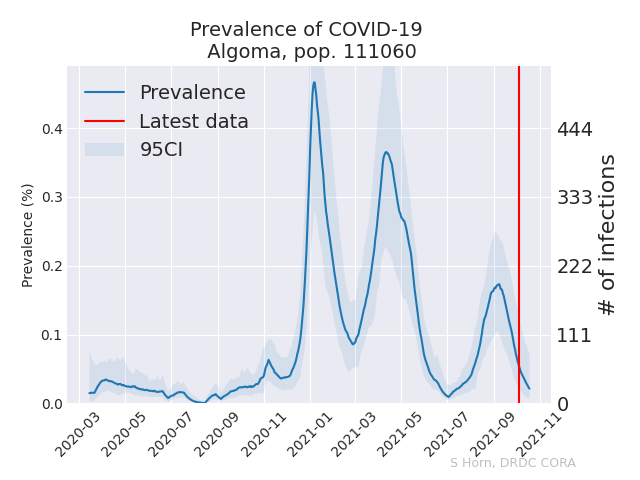 Prevalence of COVID-19
Algoma, pop. 111060
Prevalence
Latest data
95CI
Prevalence (%)
0.4
0.3
0.2
0.1
0.0
444
333
222
111
0
# of infections
2020-03
2020-05
2020-07
2020-09
2020-11
2021-01
2021-03
2021-05
2021-07
2021-09
2021-11
S Horn, DRDC CORA